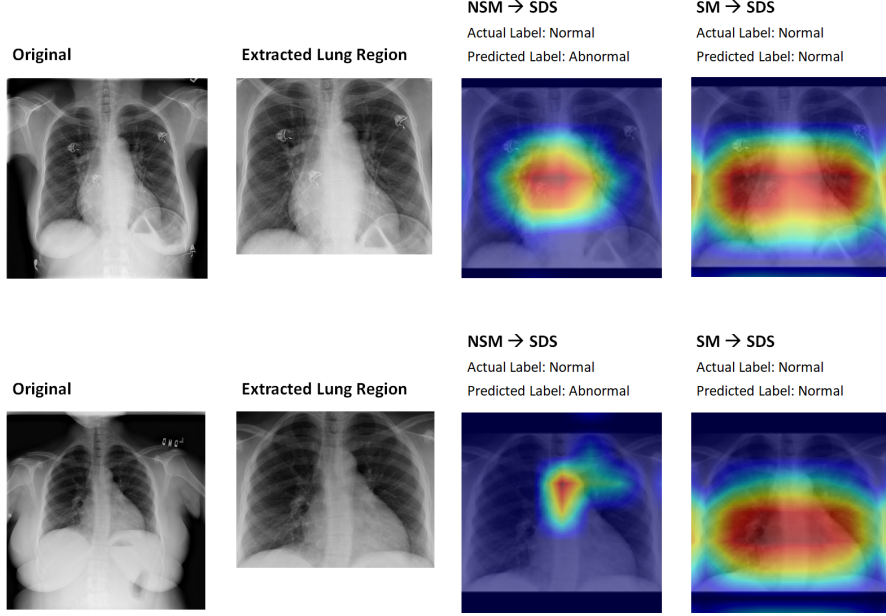 NSM → SDS
SM → SDS
Actual Label: Normal
Actual Label: Normal
Original
Extracted Lung Region
Predicted Label: Abnormal
Predicted Label: Normal
NSM → SDS
SM → SDS
Actual Label: Normal
Actual Label: Normal
Original
Extracted Lung Region
Predicted Label: Abnormal
Predicted Label: Normal